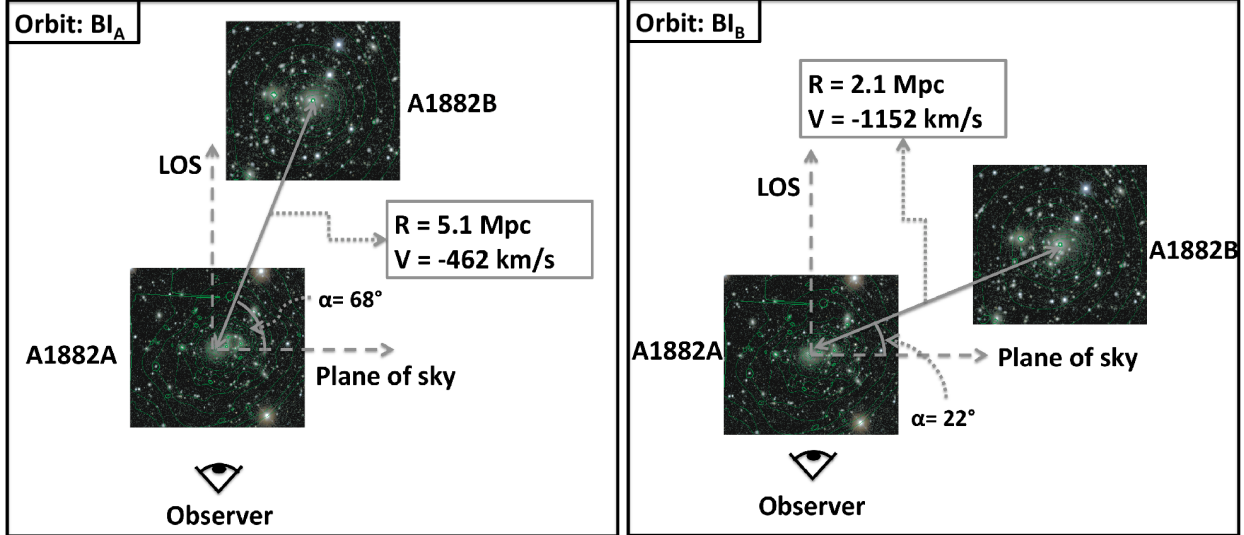 Orbit: BI_A
A1882B
LOS
R = 5.1 Mpc
V = -462 km/s
α= 68°
A1882A
Plane of sky
Observer
Orbit: BI_B
R = 2.1 Mpc
V = -1152 km/s
LOS
A1882B
A1882A
Plane of sky
α= 22°
Observer